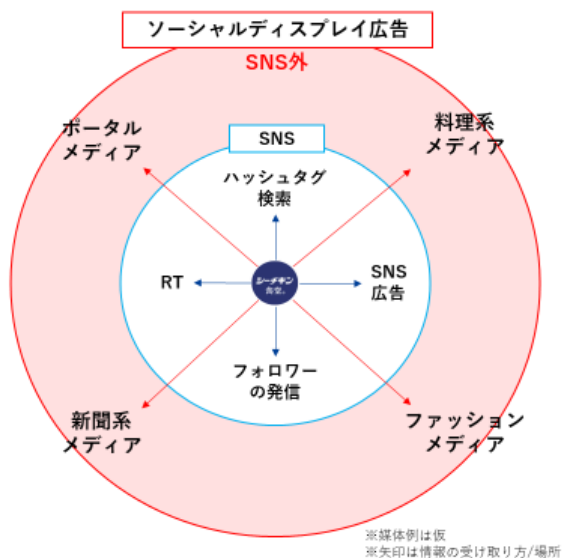 ソーシャルディスプレイ広告
SNS外
ポータル
メディア
料理系
メディア
SNS
ハッシュタグ
検索
RT
シーチキン
食堂。
SNS
広告
フォロワー
の発信
新聞系
メディア
ファッション
メディア
※媒体例は仮
※矢印は情報の受け取り方/場所